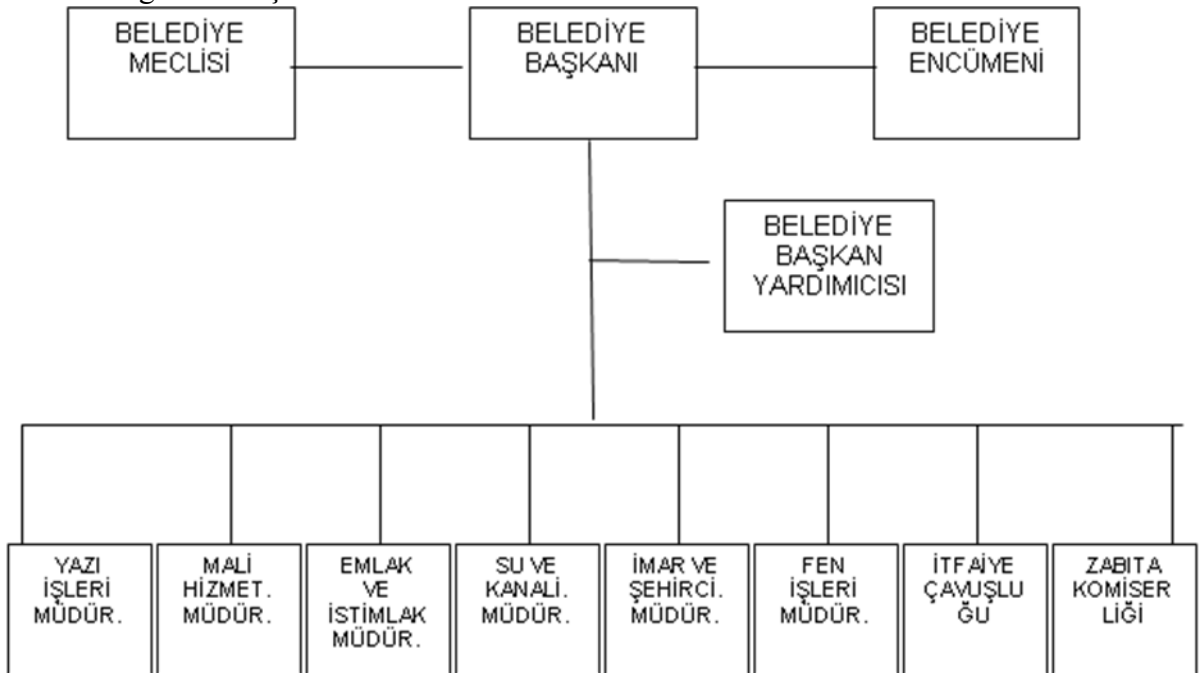 BELEDİYE
MECLİSİ
BELEDİYE
BAŞKANI
BELEDİYE
ENCÜMENİ
BELEDİYE
BAŞKAN
YARDIMICISI
YAZI
İŞLERİ
MÜDÜR.
MALİ
HİZMET.
MÜDÜR.
EMLAK
VE
İSTİMLAK
MÜDÜR.
SU VE
KANALİ.
MÜDÜR.
İMAR VE
ŞEHİRCİ.
MÜDÜR.
FEN
İŞLERİ
MÜDÜR.
İTFAİYE
ÇAVUŞLU
ĞU
ZABITA
KOMİSER
LİĞİ